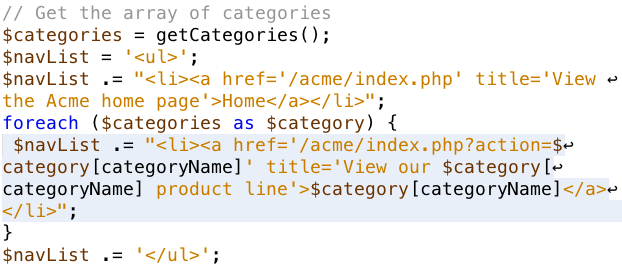 // Get the array of categories
$categories = getCategories();
$navList = '<ul>';
$navList .= "<li><a href='/acme/index.php' title='View ↩
the Acme home page'>Home</a></li>";
foreach ($categories as $category) {
 $navList .= "<li><a href='/acme/index.php?action=$↩
category[categoryName]' title='View our $category[↩
categoryName] product line'>$category[categoryName]</a>↩
</li>";
}
$navList .= '</ul>';